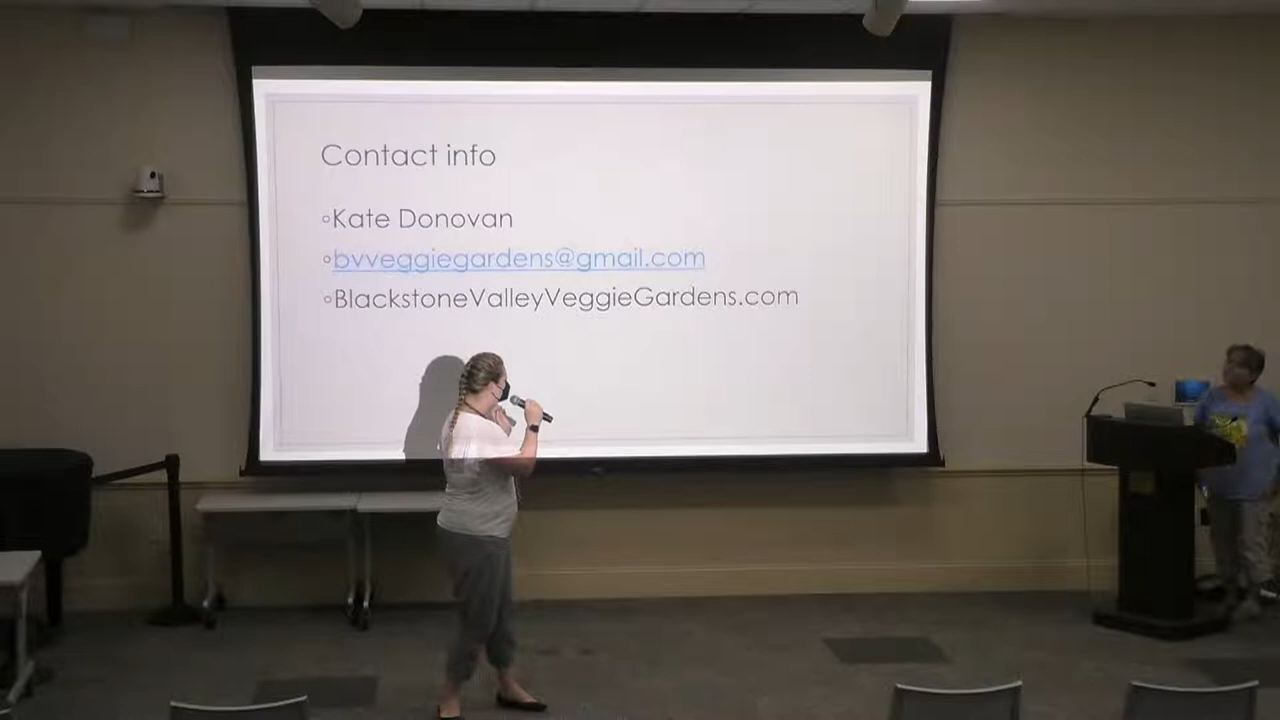 Contact info
Kate Donovan
bvveggiegardens@gmail.com
BlackstoneValleyVeggieGardens.com